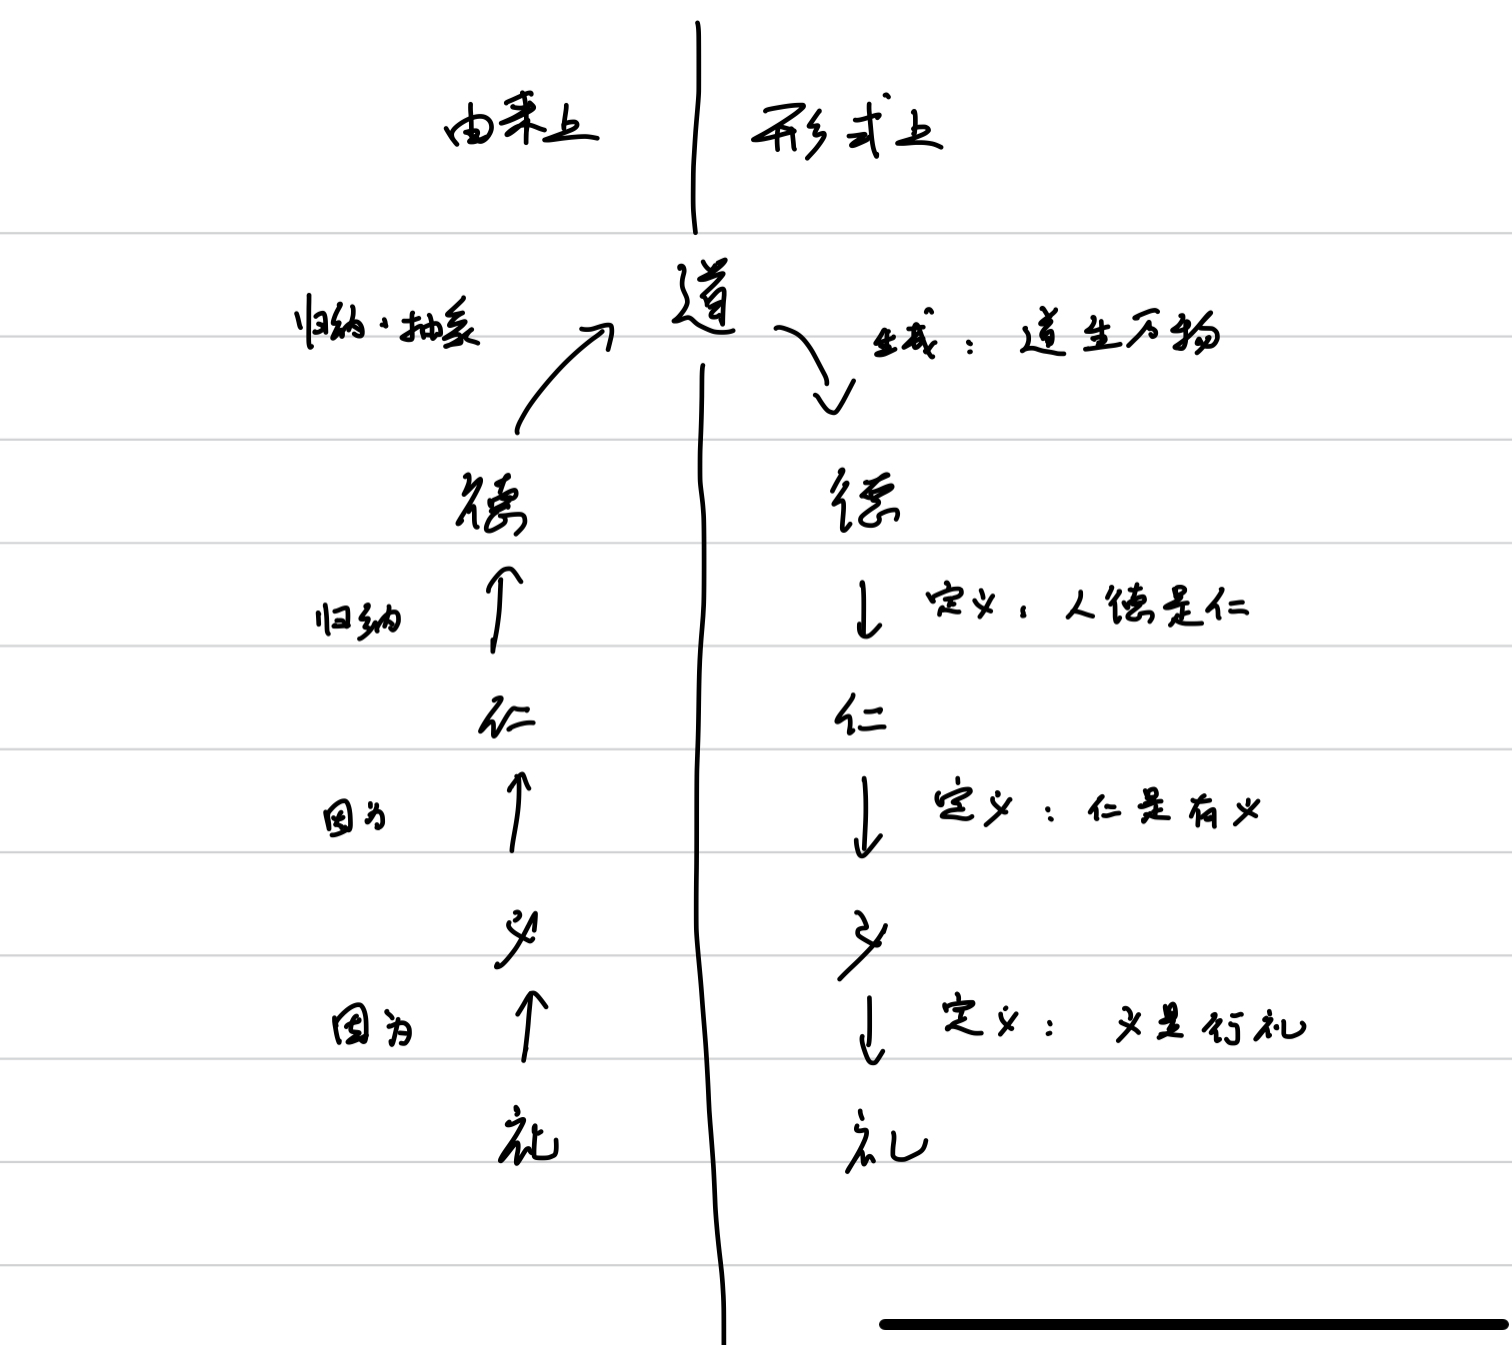 由来上 形式上
道
归纳·抽象 生成：道生万物
德 德
归纳 定义：人德是仁
仁 仁
因为 定义：仁是有义
义 义
因为 定义：义是行礼
礼 礼